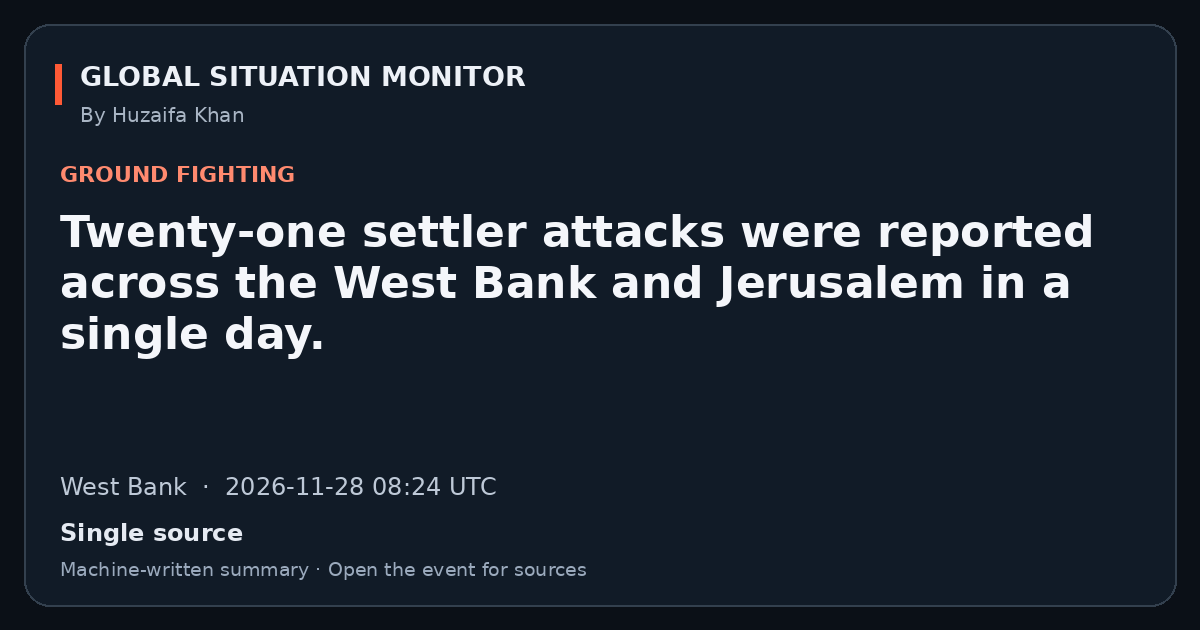 GLOBAL SITUATION MONITOR
By Huzaifa Khan
GROUND FIGHTING
Twenty-one settler attacks were reported
across the West Bank and Jerusalem in a
single day.
West Bank · 2026-11-28 08:24 UTC
Single source
Machine-written summary · Open the event for sources